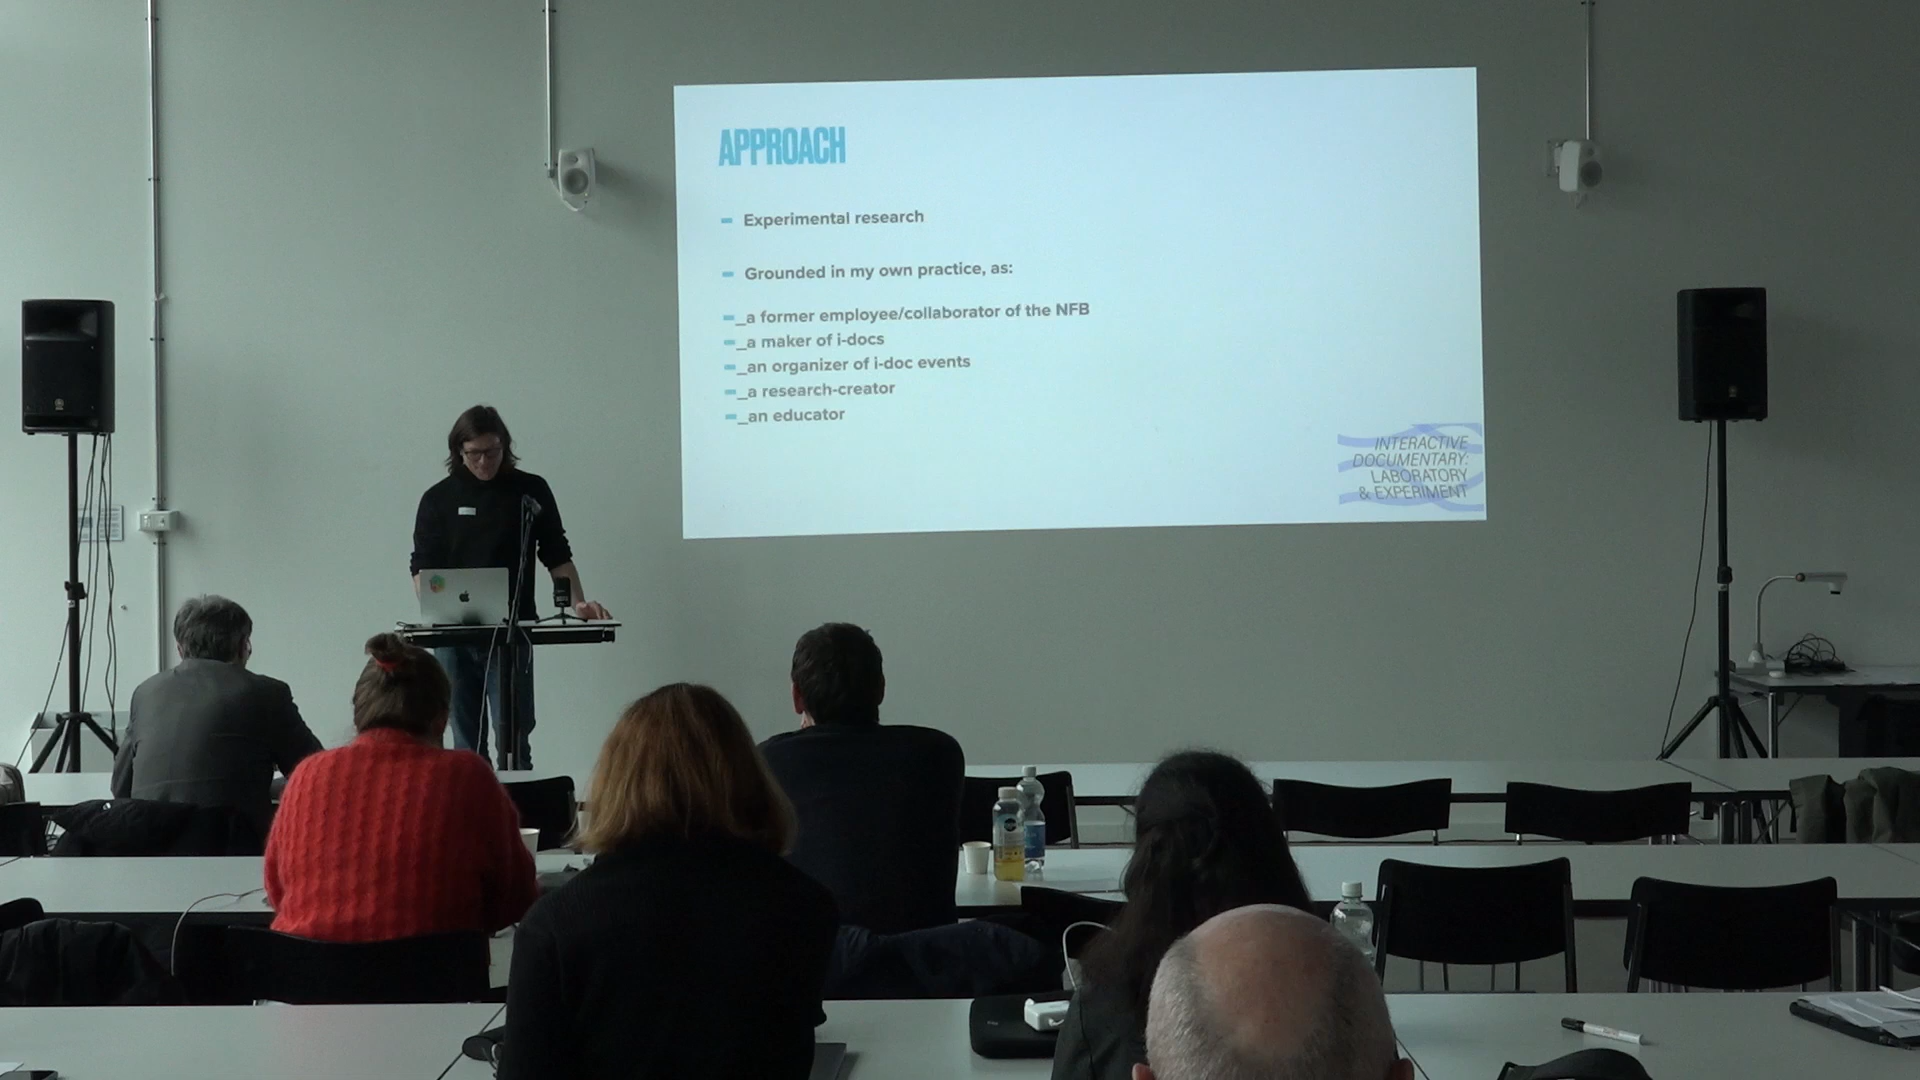 APPROACH
Experimental research
Grounded in my own practice, as:
_a former employee/collaborator of the NFB
_a maker of i-docs
_an organizer of i-doc events
_a research-creator
_an educator
INTERACTIVE
DOCUMENTARY:
LABORATORY
& EXPERIMENT